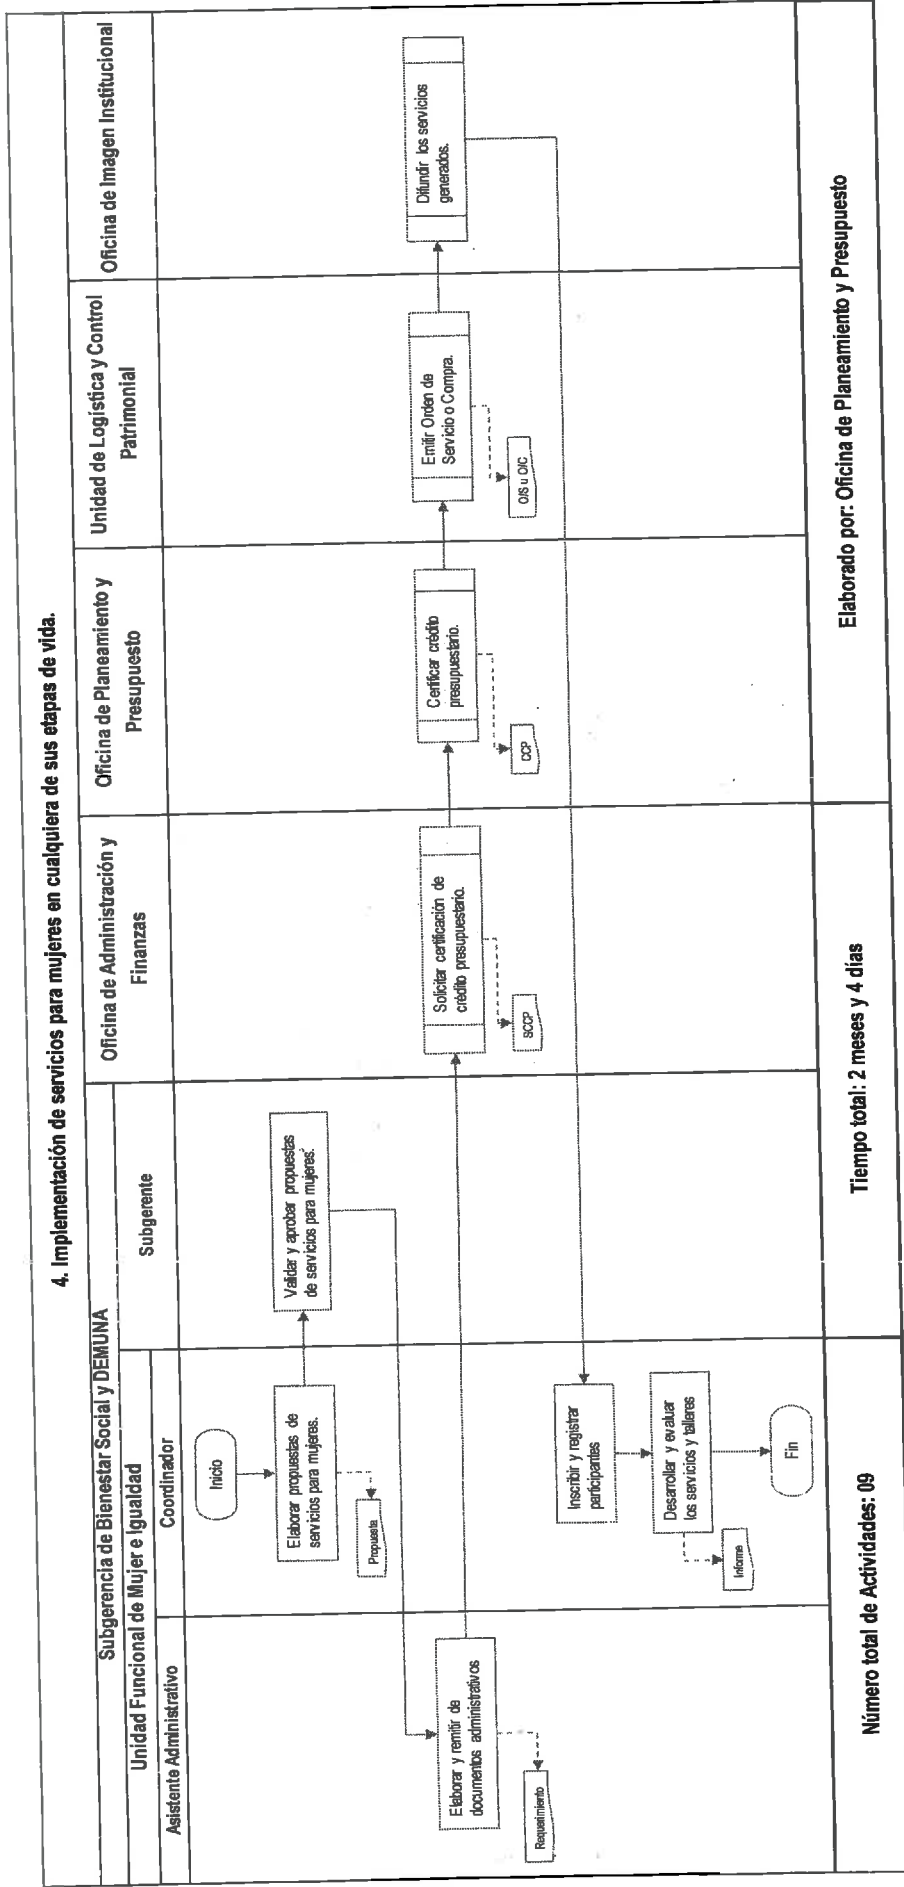 4. Implementación de servicios para mujeres en cualquiera de sus etapas de vida.
Subgerencia de Bienestar Social y DEMUNA
Unidad Funcional de Mujer e Igualdad
Asistente Administrativo
Coordinador
Subgerente
Oficina de Administración y
Finanzas
Oficina de Planeamiento y
Presupuesto
Unidad de Logística y Control
Patrimonial
Oficina de Imagen Institucional
Inicio
Elaborar propuestas de
servicios para mujeres.
Propuesta
Validar y aprobar propuestas
de servicios para mujeres.
Elaborar y remitir de
documentos administrativos
Requerimiento
Solicitar certificación de
crédito presupuestario.
SCCP
Certificar crédito
presupuestario.
CCP
Emitir Orden de
Servicio o Compra.
O/S u O/C
Difundir los servicios
generados.
Inscribir y registrar
participantes
Desarrollar y evaluar
los servicios y talleres
Informe
Fin
Número total de Actividades: 09
Tiempo total: 2 meses y 4 días
Elaborado por: Oficina de Planeamiento y Presupuesto